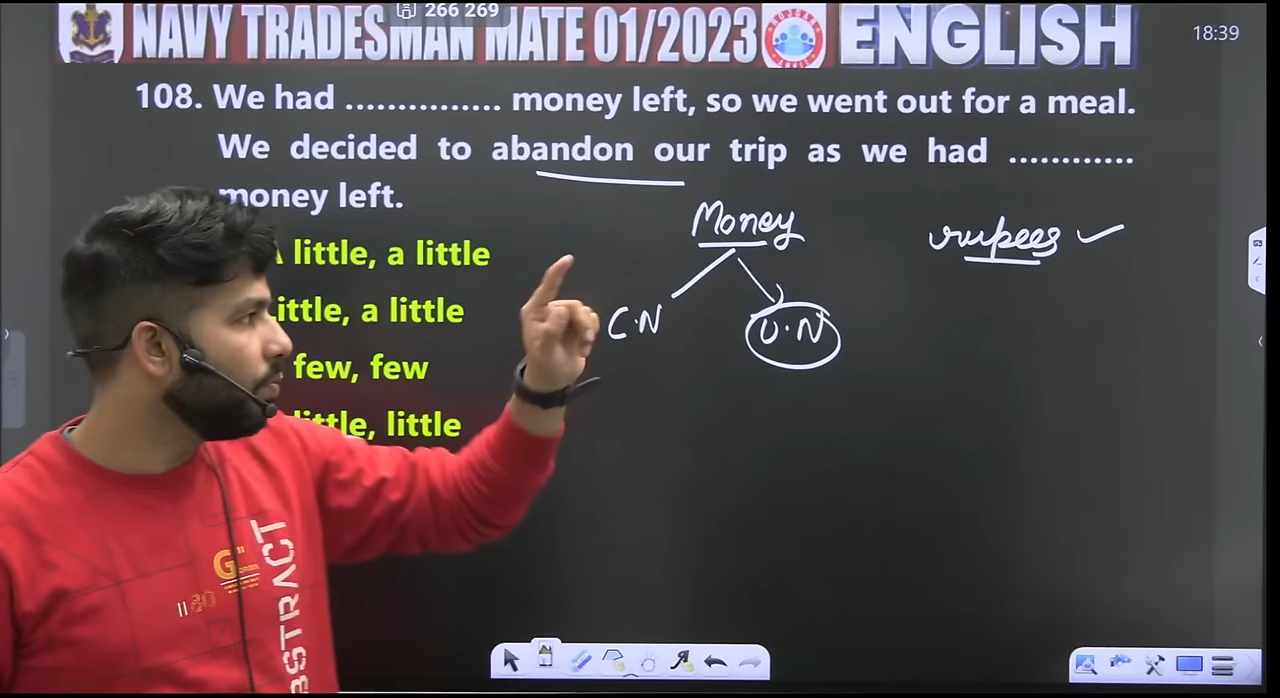 266 269
NAVY TRADESMAN MATE 01/2023 ENGLISH
18:39
108. We had ............... money left, so we went out for a meal.
We decided to abandon our trip as we had ............
money left.
Money
rupees
C.N
U.N
A little, a little
little, a little
few, few
little, little
G
ABSTRACT